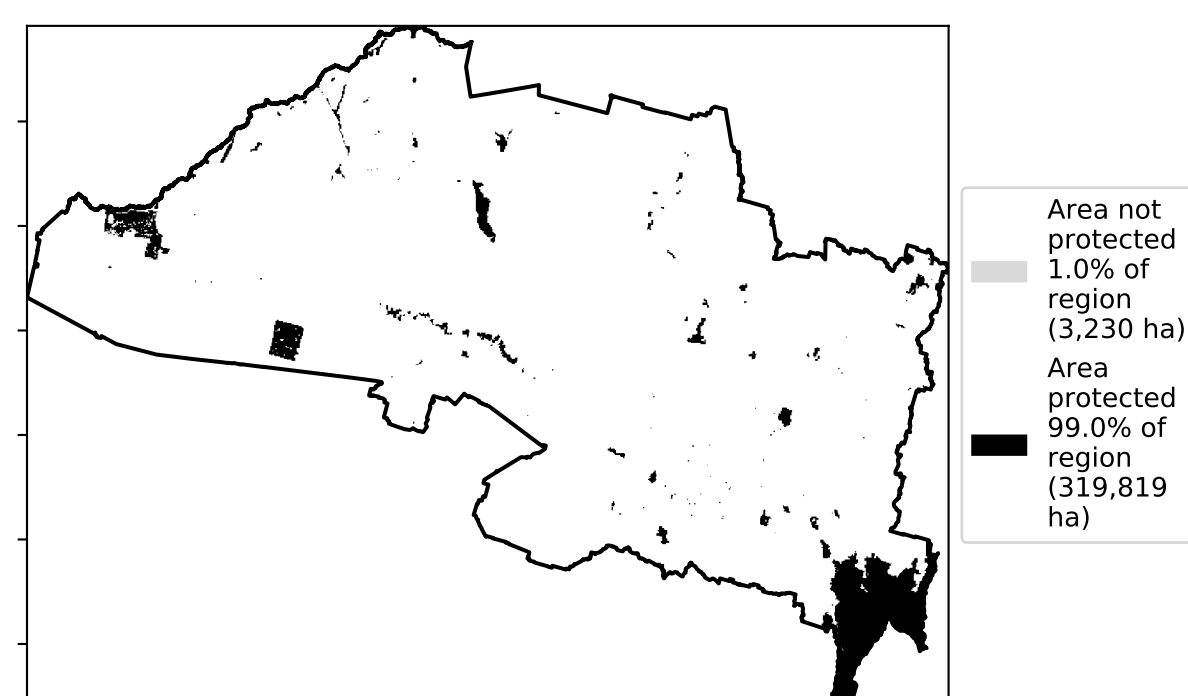 Area not
protected
1.0% of
region
(3,230 ha)
Area
protected
99.0% of
region
(319,819
ha)